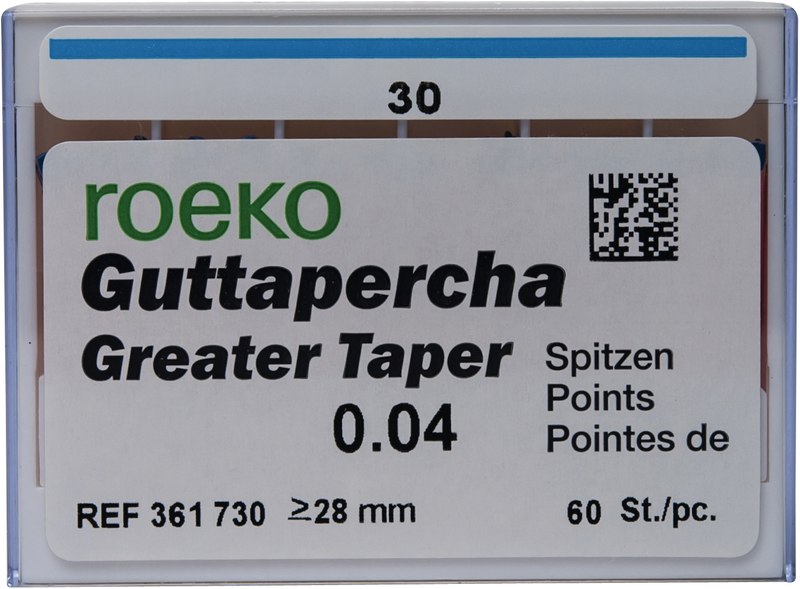 30
roeko
Guttapercha
Greater Taper
0.04
Spitzen
Points
Pointes de
REF 361 730 ≥28 mm 60 St./pc.